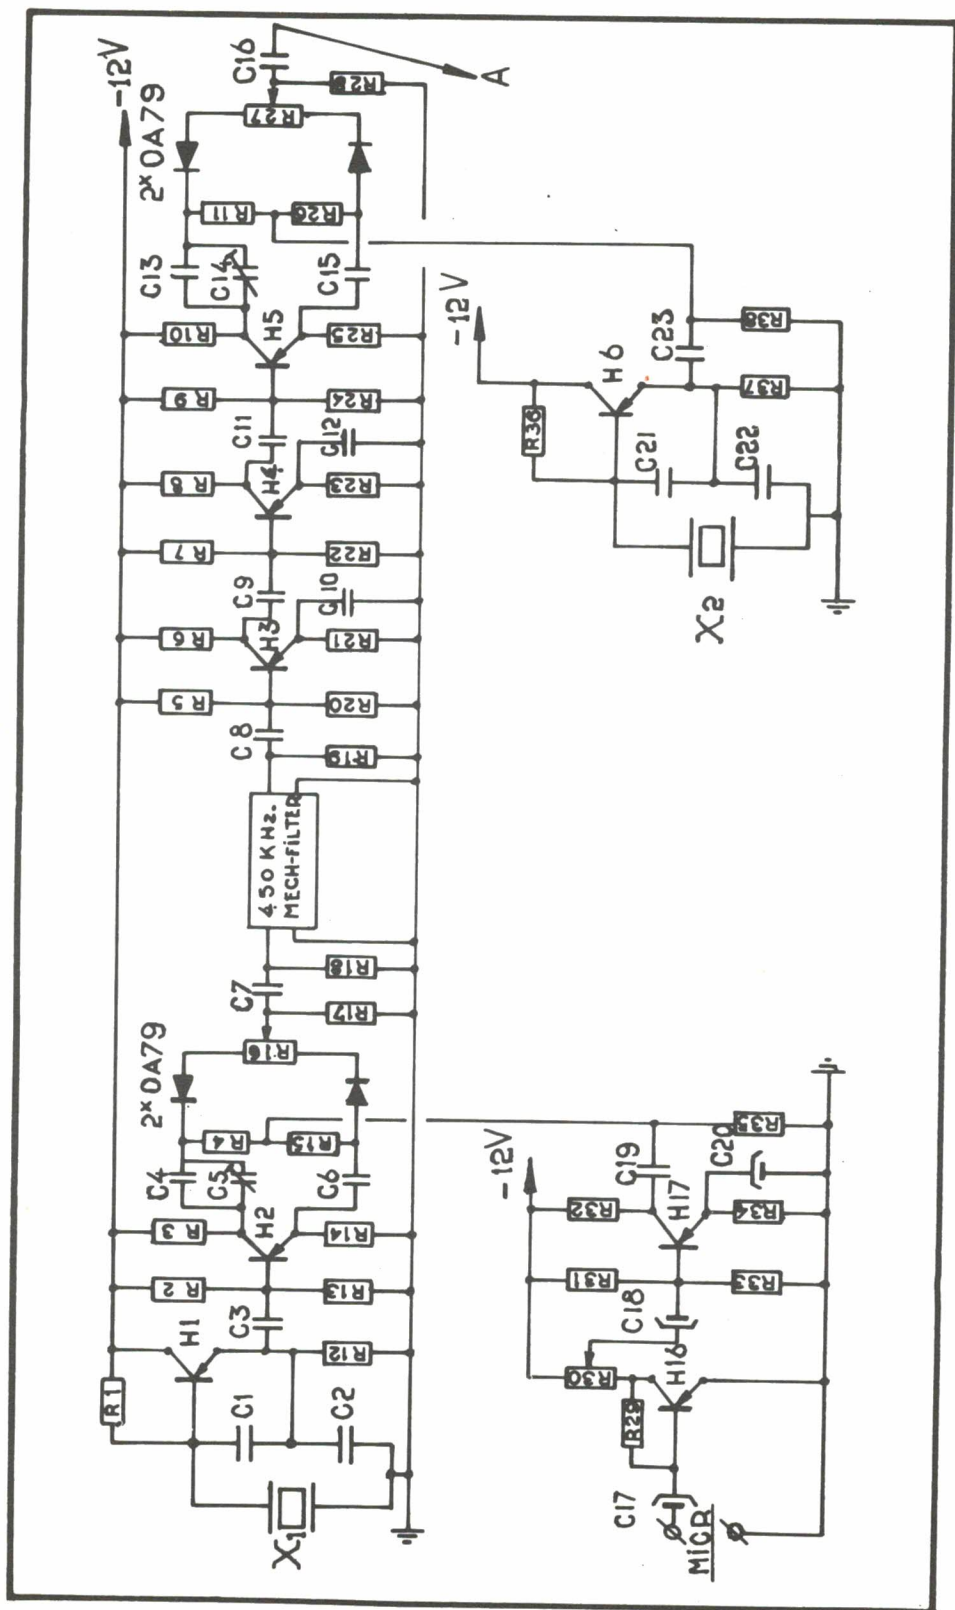 -12V
2*OA79
2*OA79
C16
A
R1
R2
R3
C4
C5
R4
H1
H2
C3
C1
C2
R12
R13
R14
C6
R15
R16
R17
C7
R18
X1
450 KHz.
MECH-FILTER
R19
C8
R5
R6
R7
R8
R9
R10
R20
R21
R22
R23
R24
R25
H3
H4
H5
C9
C10
C11
C12
C13
C14
C15
R11
R26
R27
R28
MICR
C17
R29
R30
H16
C18
R31
R32
R33
R34
H17
C19
C20
R35
-12V
X2
R36
C21
C22
H6
C23
R37
R38
-12V